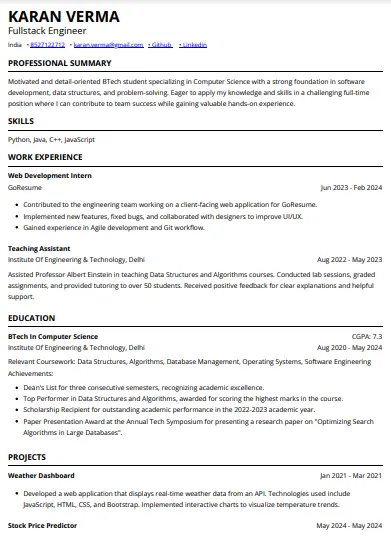 KARAN VERMA
Fullstack Engineer
India • 8527122712 • karan.verma@gmail.com • Github • Linkedin
PROFESSIONAL SUMMARY
Motivated and detail-oriented BTech student specializing in Computer Science with a strong foundation in software
development, data structures, and problem-solving. Eager to apply my knowledge and skills in a challenging full-time
position where I can contribute to team success while gaining valuable hands-on experience.
SKILLS
Python, Java, C++, JavaScript
WORK EXPERIENCE
Web Development Intern
GoResume Jun 2023 - Feb 2024
• Contributed to the engineering team working on a client-facing web application for GoResume.
• Implemented new features, fixed bugs, and collaborated with designers to improve UI/UX.
• Gained experience in Agile development and Git workflow.
Teaching Assistant
Institute Of Engineering & Technology, Delhi Aug 2022 - May 2023
Assisted Professor Albert Einstein in teaching Data Structures and Algorithms courses. Conducted lab sessions, graded
assignments, and provided tutoring to over 50 students. Received positive feedback for clear explanations and helpful
support.
EDUCATION
BTech In Computer Science CGPA: 7.3
Institute Of Engineering & Technology, Delhi Aug 2020 - May 2024
Relevant Coursework: Data Structures, Algorithms, Database Management, Operating Systems, Software Engineering
Achievements:
• Dean's List for three consecutive semesters, recognizing academic excellence.
• Top Performer in Data Structures and Algorithms, awarded for scoring the highest marks in the course.
• Scholarship Recipient for outstanding academic performance in the 2022-2023 academic year.
• Paper Presentation Award at the Annual Tech Symposium for presenting a research paper on "Optimizing Search
Algorithms in Large Databases".
PROJECTS
Weather Dashboard Jan 2021 - Mar 2021
• Developed a web application that displays real-time weather data from an API. Technologies used include
JavaScript, HTML, CSS, and Bootstrap. Implemented interactive charts to visualize temperature trends.
Stock Price Predictor May 2024 - May 2024